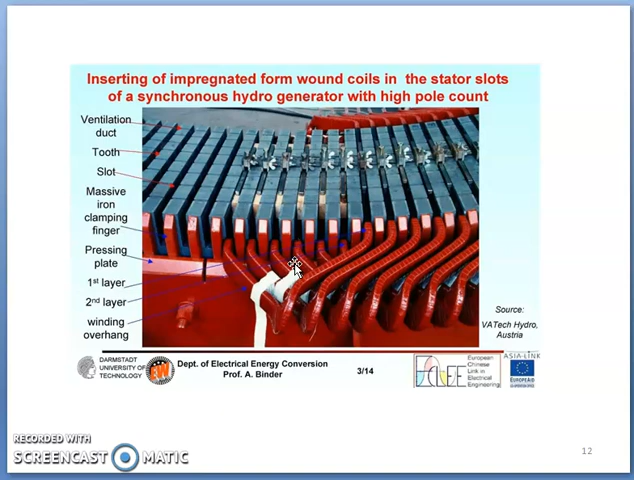 Inserting of impregnated form wound coils in the stator slots
of a synchronous hydro generator with high pole count
Ventilation
duct
Tooth
Slot
Massive
iron
clamping
finger
Pressing
plate
1st layer
2nd layer
winding
overhang
Source:
VATech Hydro,
Austria
DARMSTADT
UNIVERSITY OF
TECHNOLOGY
Dept. of Electrical Energy Conversion
Prof. A. Binder
3/14
European
Chinese
Link in
Electrical
Engineering
ASIA-LINK
EUROPEAID
12
RECORDED WITH
SCREENCAST MATIC